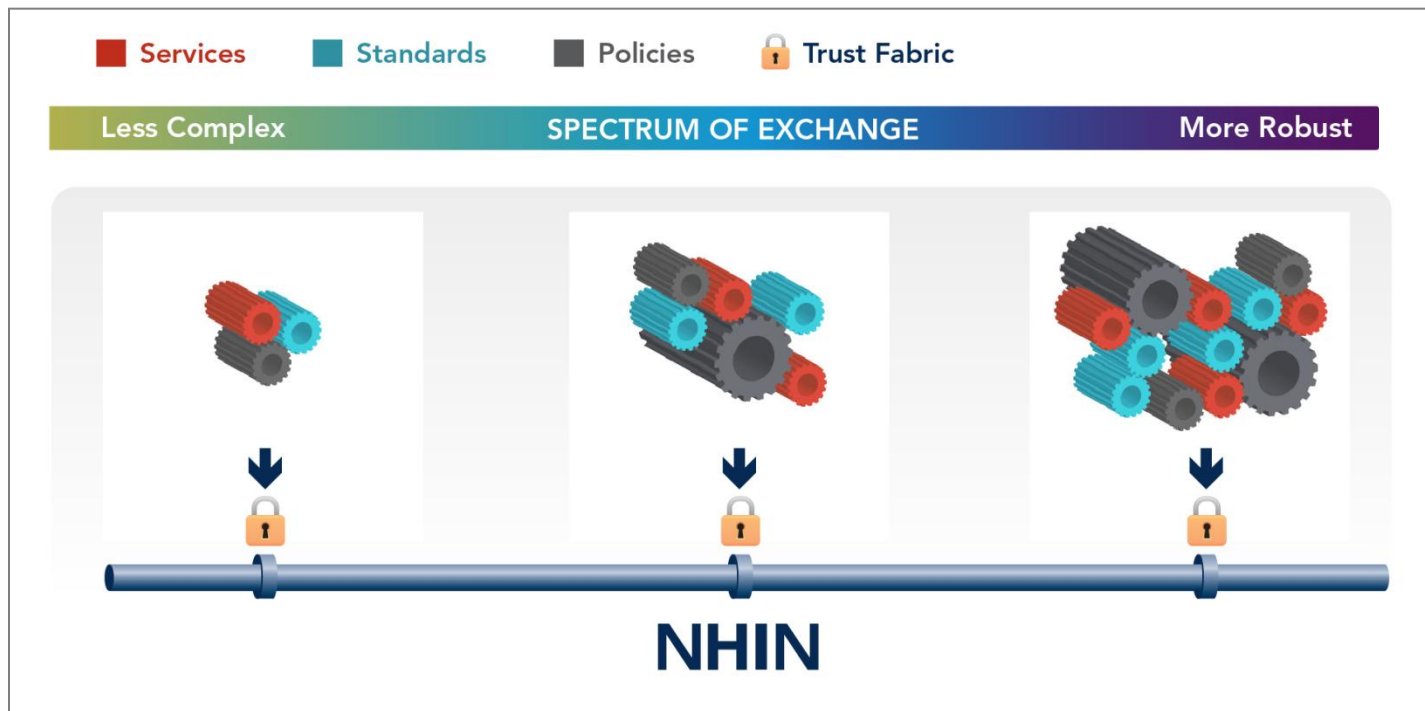 Services Standards Policies Trust Fabric
Less Complex SPECTRUM OF EXCHANGE More Robust
NHIN